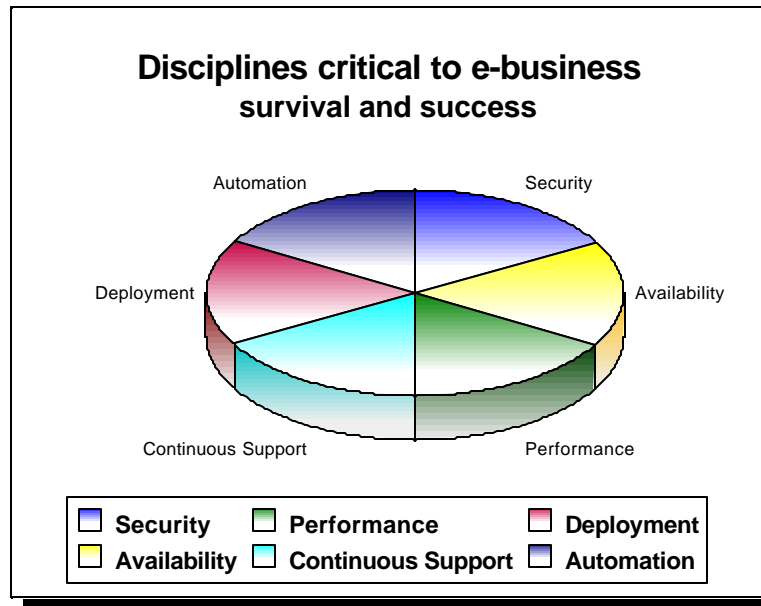 Disciplines critical to e-business
survival and success
Automation
Security
Deployment
Availability
Continuous Support
Performance
Security
Performance
Deployment
Availability
Continuous Support
Automation